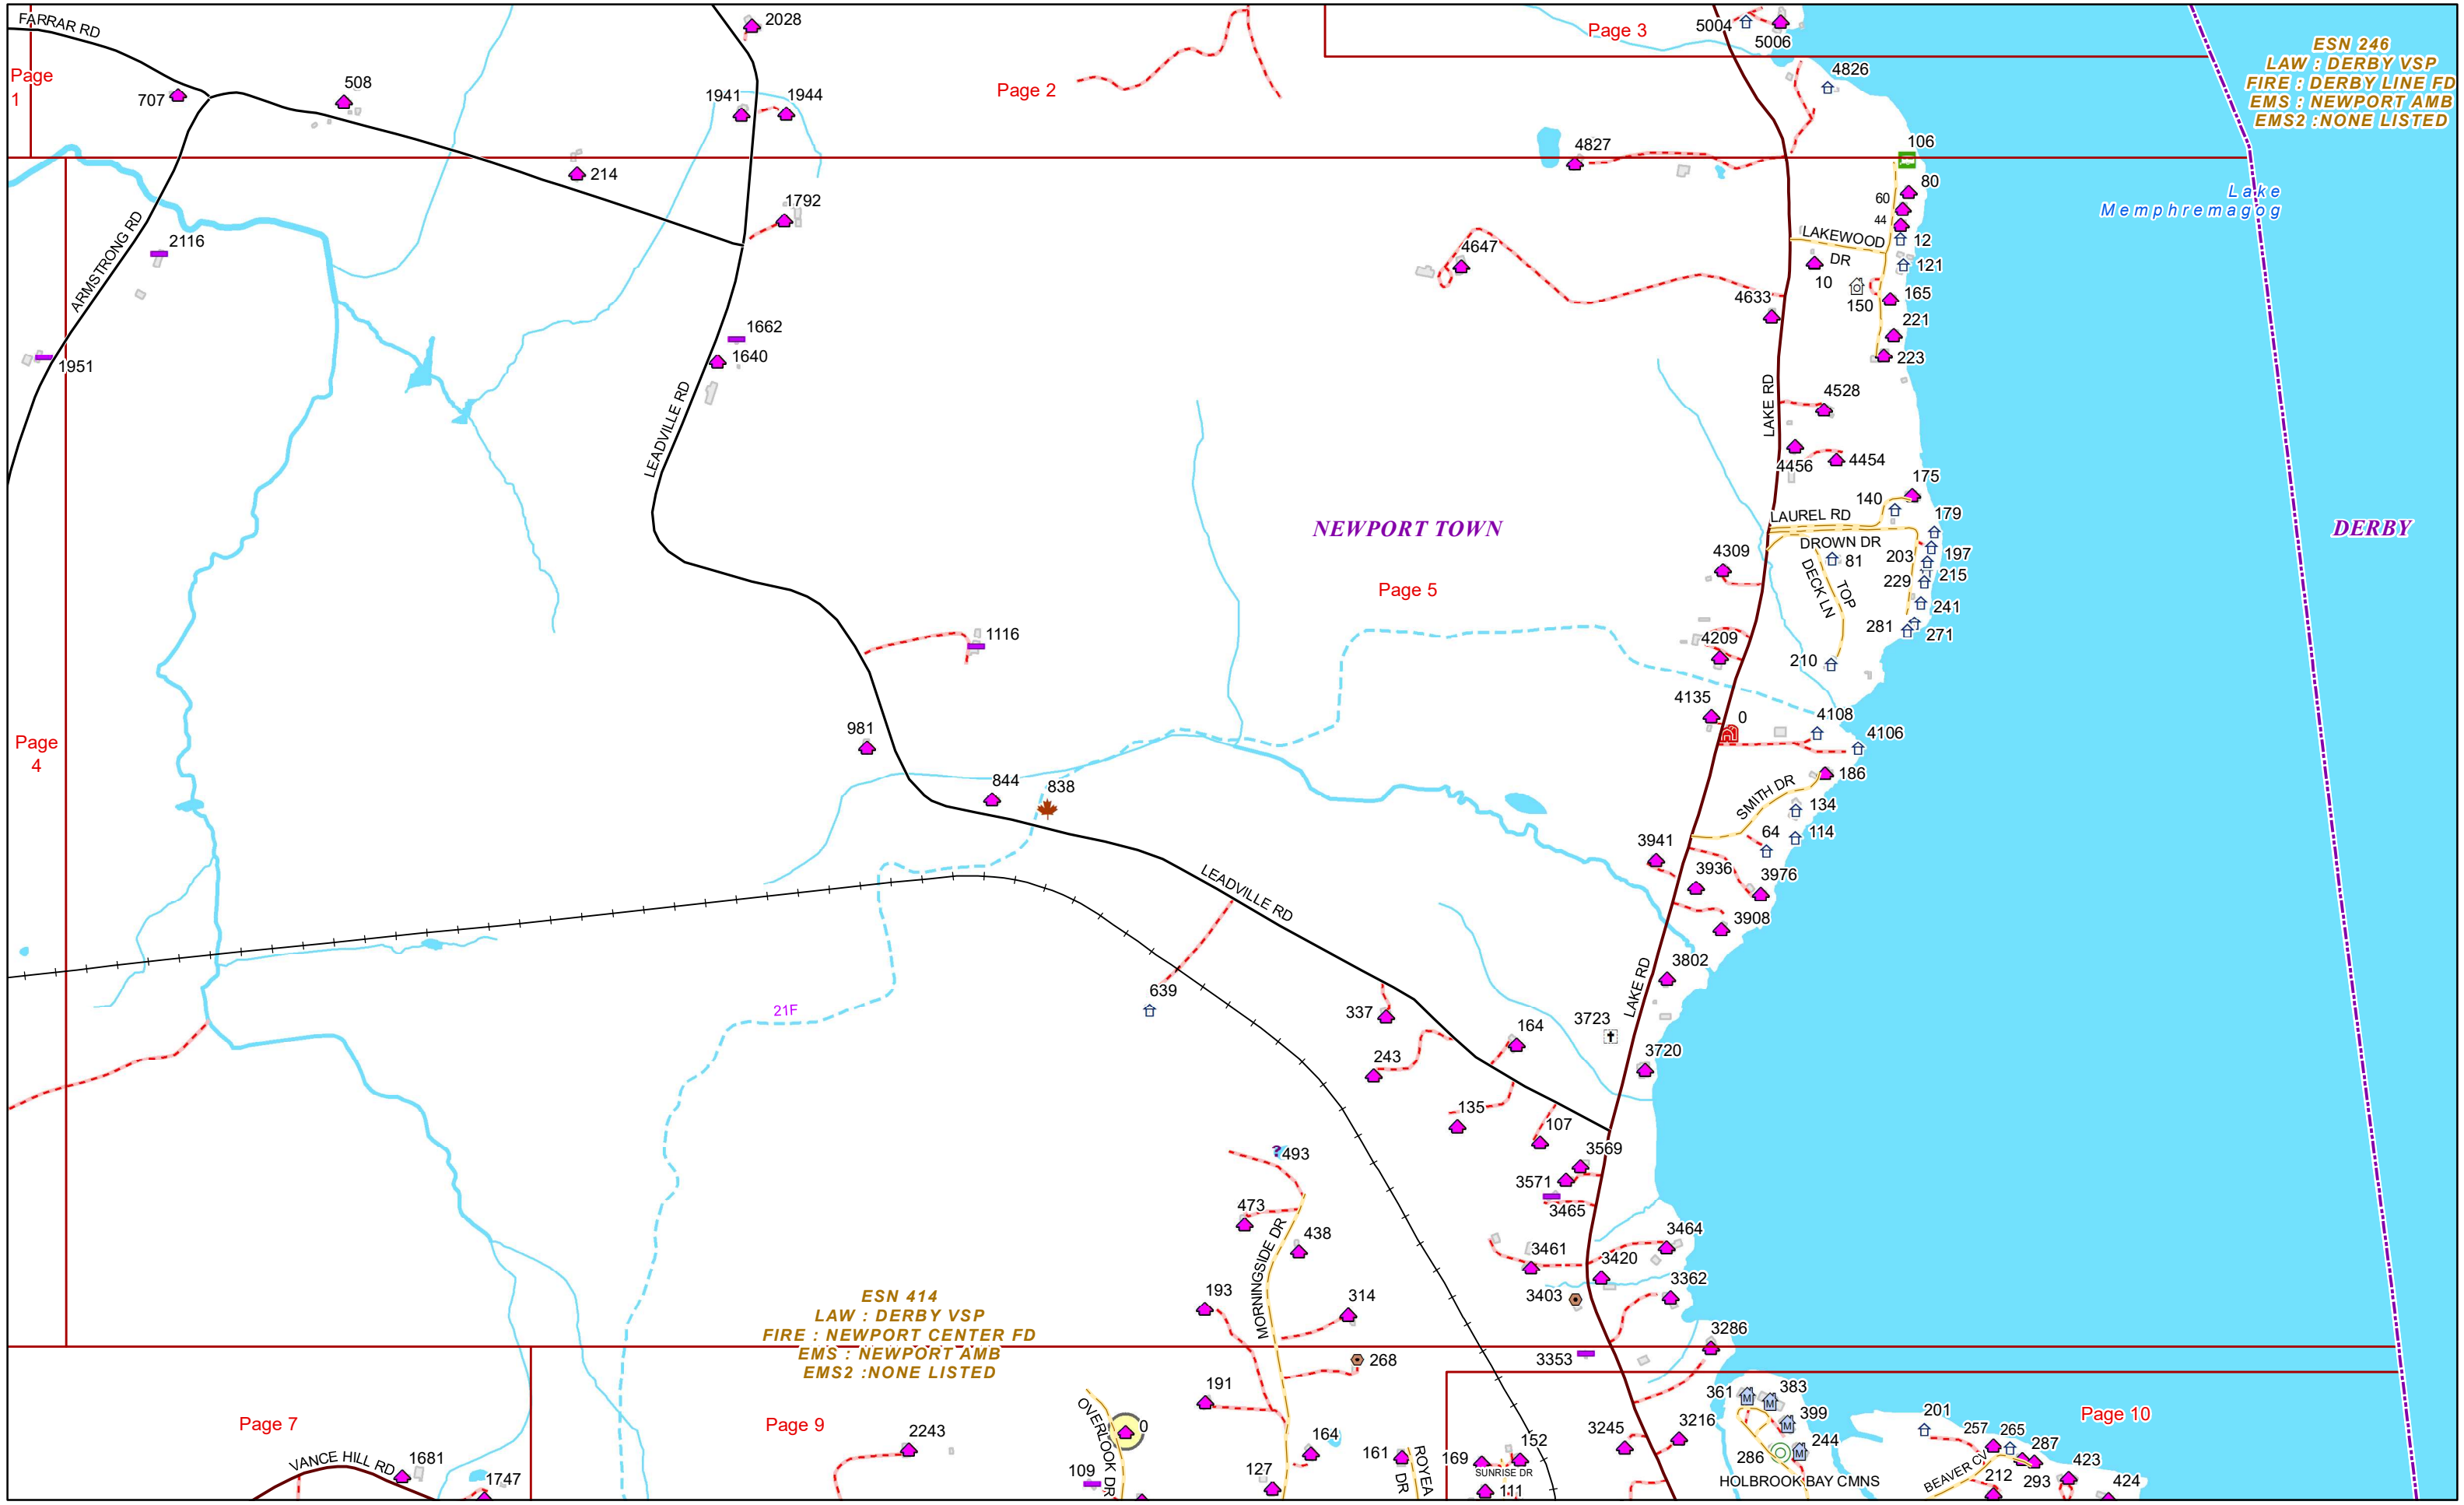 FARRAR RD
2028
Page 2
Page 3
5004
5006
ESN 246
LAW : DERBY VSP
FIRE : DERBY LINE FD
EMS : NEWPORT AMB
EMS2 :NONE LISTED
Page
1
707
508
1941
1944
4826
4827
106
214
80
60
44
1792
Lake
Memphremagog
LAKEWOOD
DR
12
ARMSTRONG RD
2116
4647
10
121
150
165
4633
221
1662
1640
223
1951
LEADVILLE RD
LAKE RD
4528
4456
4454
175
140
LAUREL RD
179
NEWPORT TOWN
DERBY
DROWN DR
81
203
197
4309
TOP
DECK LN
229
215
Page 5
241
1116
4209
281
271
210
4135
0
4108
4106
981
Page
4
844
838
186
SMITH DR
134
64
114
3941
3936
3976
LEADVILLE RD
3908
3802
LAKE RD
639
21F
337
164
3723
243
3720
135
107
493
3569
3571
3465
473
438
MORNINGSIDE DR
3464
3461
3420
3362
193
314
3403
ESN 414
LAW : DERBY VSP
FIRE : NEWPORT CENTER FD
EMS : NEWPORT AMB
EMS2 :NONE LISTED
3286
268
3353
191
361
383
399
M
M
M
M
Page 7
Page 9
Page 10
OVERLOOK DR
0
201
3245
3216
244
286
257
265
287
2243
164
161
ROYEA
DR
169
152
SUNRISE DR
111
VANCE HILL RD
1681
1747
109
127
HOLBROOK BAY CMNS
BEAVER CV
212
293
423
424